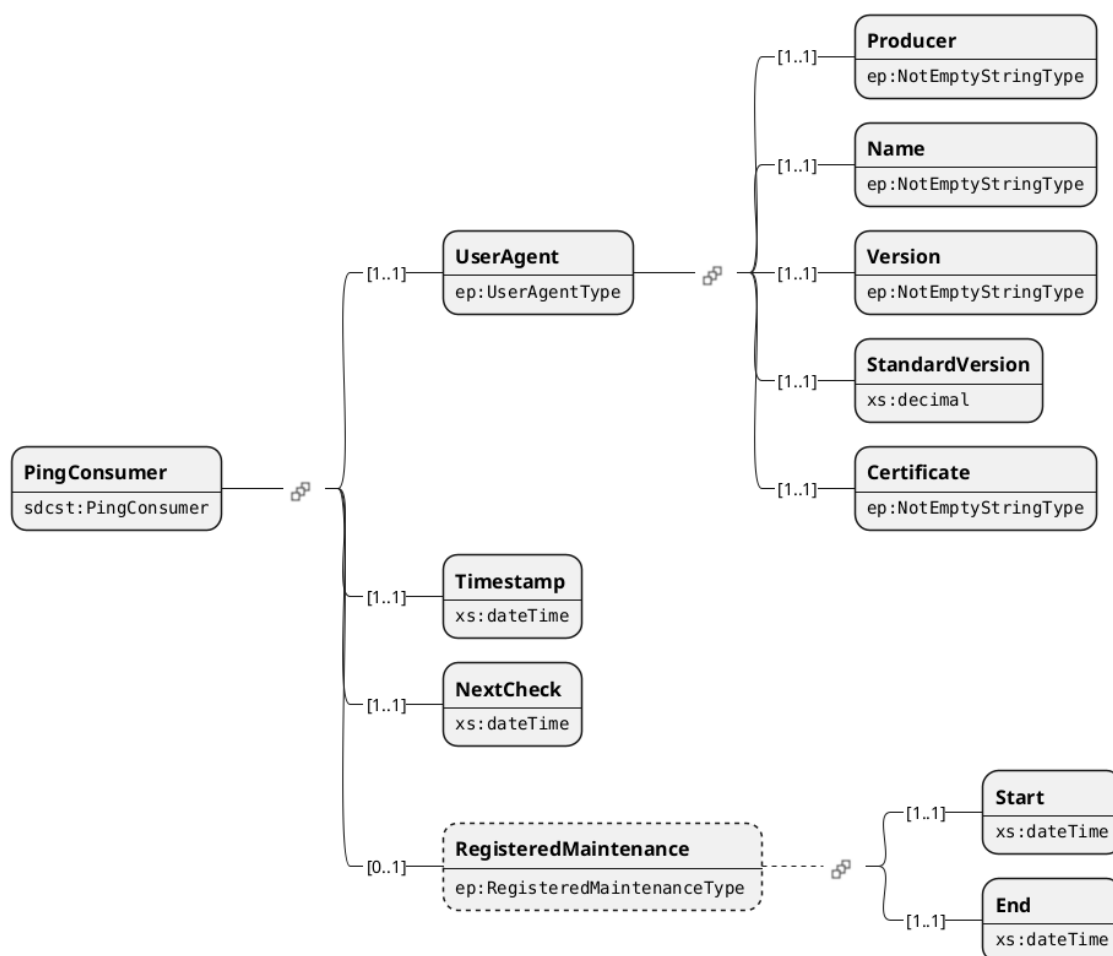 [1..1]
Producer
ep:NotEmptyStringType
[1..1]
Name
ep:NotEmptyStringType
[1..1]
UserAgent
ep:UserAgentType
[1..1]
Version
ep:NotEmptyStringType
[1..1]
StandardVersion
xs:decimal
PingConsumer
sdcst:PingConsumer
[1..1]
Certificate
ep:NotEmptyStringType
[1..1]
Timestamp
xs:dateTime
[1..1]
NextCheck
xs:dateTime
[0..1]
RegisteredMaintenance
ep:RegisteredMaintenanceType
[1..1]
Start
xs:dateTime
[1..1]
End
xs:dateTime